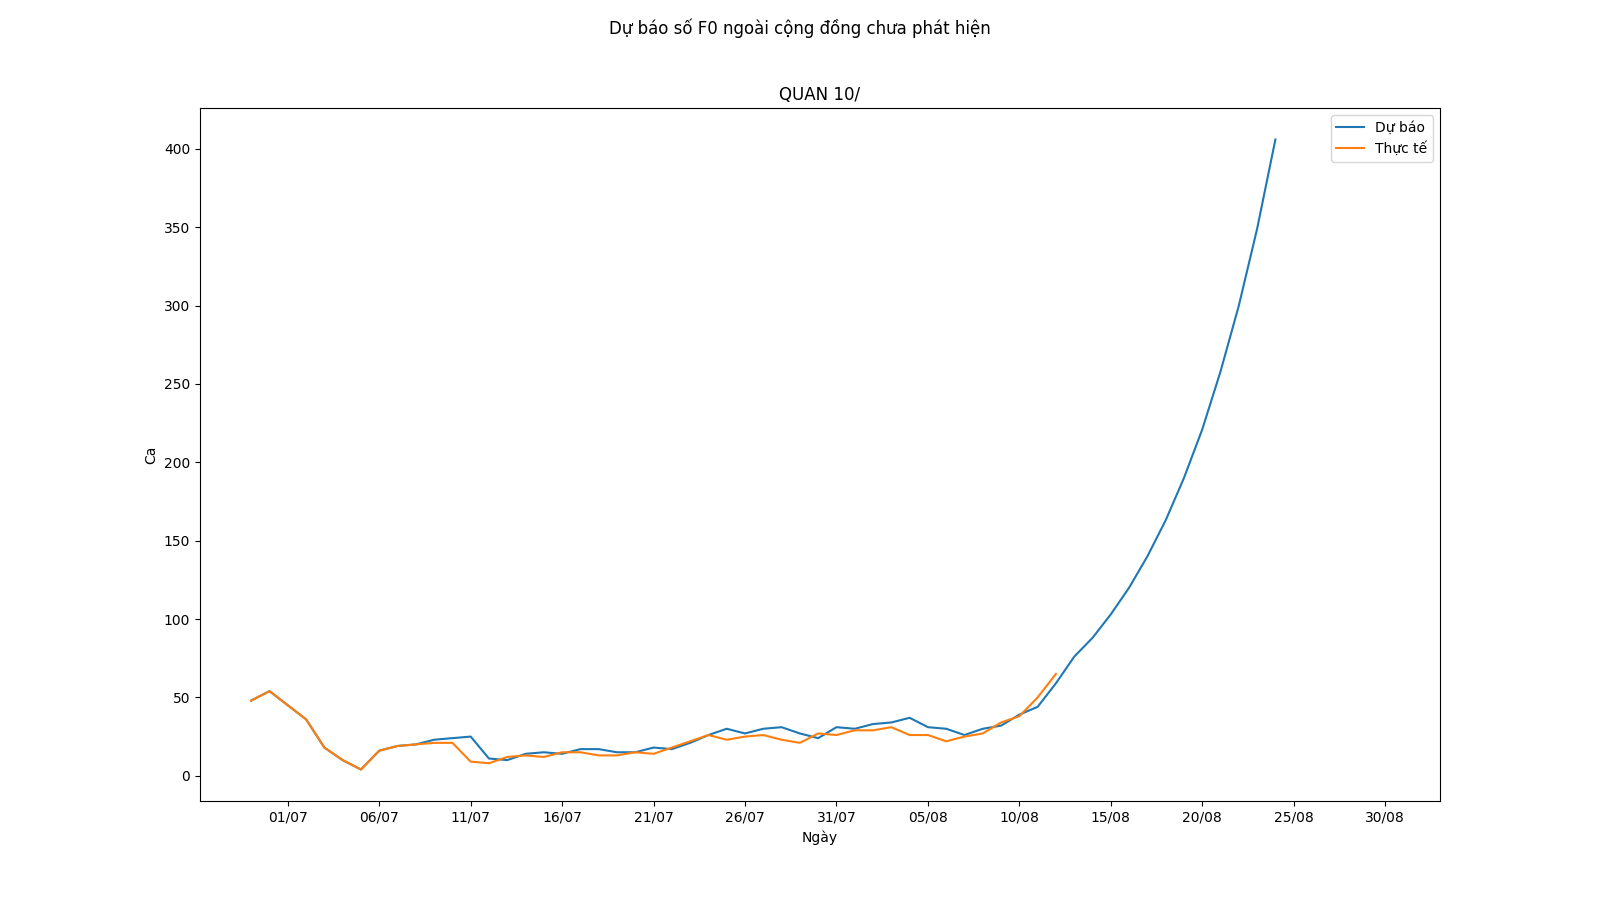 Dự báo số F0 ngoài cộng đồng chưa phát hiện
QUAN 10/
Dự báo
Thực tế
400
350
300
250
200
150
100
50
0
Ca
01/07 06/07 11/07 16/07 21/07 26/07 31/07 05/08 10/08 15/08 20/08 25/08 30/08
Ngày